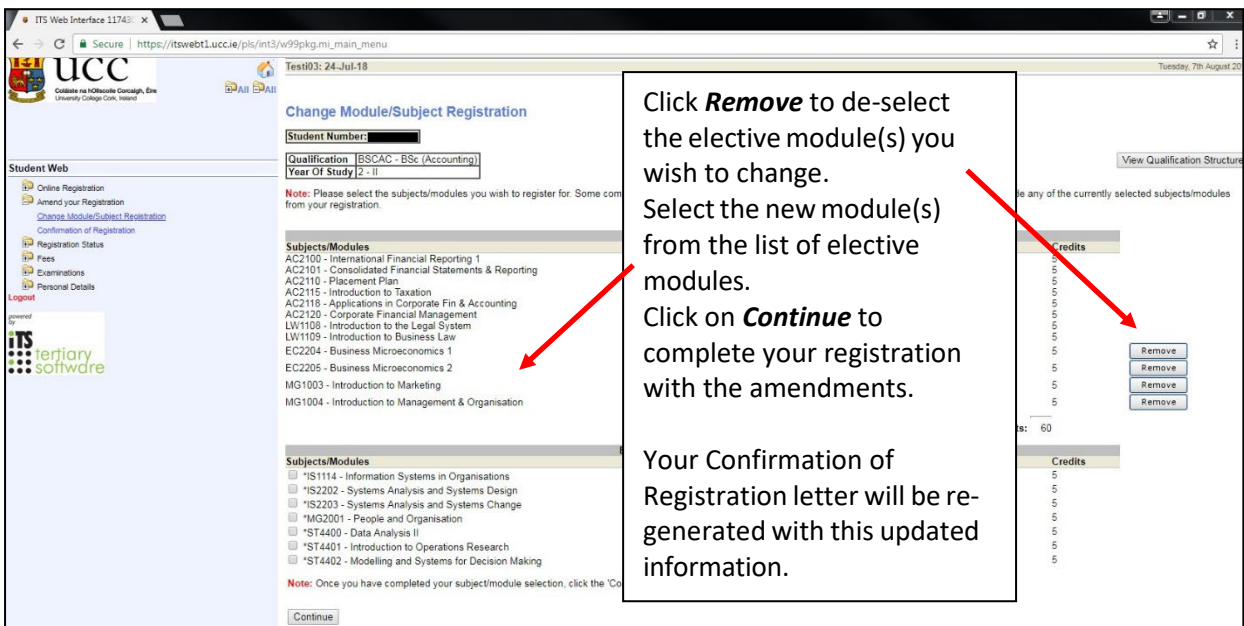 ITS Web Interface 11743
Secure | https://itswebt1.ucc.ie/pls/int3/w99pkg.mi_main_menu
UCC
Coláiste na hOllscoile Corcaigh, Éire
University College Cork, Ireland
All All
Testi03: 24-Jul-18
Tuesday, 7th August 20
Change Module/Subject Registration
Student Number:
Qualification BSCAC - BSc (Accounting)
Year Of Study 2 - II
View Qualification Structure
Note: Please select the subjects/modules you wish to register for. Some com
de any of the currently selected subjects/modules
from your registration.
Student Web
Online Registration
Amend your Registration
Change Module/Subject Registration
Confirmation of Registration
Registration Status
Fees
Examinations
Personal Details
Logout
powered
by
iTS
tertiary
software
Subjects/Modules Credits
AC2100 - International Financial Reporting 1 5
AC2101 - Consolidated Financial Statements & Reporting 5
AC2110 - Placement Plan 5
AC2115 - Introduction to Taxation 5
AC2118 - Applications in Corporate Fin & Accounting 5
AC2120 - Corporate Financial Management 5
LW1108 - Introduction to the Legal System 5
LW1109 - Introduction to Business Law 5
EC2204 - Business Microeconomics 1 5 Remove
EC2205 - Business Microeconomics 2 5 Remove
MG1003 - Introduction to Marketing 5 Remove
MG1004 - Introduction to Management & Organisation 5 Remove
ts: 60
Subjects/Modules Credits
*IS1114 - Information Systems in Organisations 5
*IS2202 - Systems Analysis and Systems Design 5
*IS2203 - Systems Analysis and Systems Change 5
*MG2001 - People and Organisation 5
*ST4400 - Data Analysis II 5
*ST4401 - Introduction to Operations Research 5
*ST4402 - Modelling and Systems for Decision Making 5
Note: Once you have completed your subject/module selection, click the 'Co
Continue
Click Remove to de-select
the elective module(s) you
wish to change.
Select the new module(s)
from the list of elective
modules.
Click on Continue to
complete your registration
with the amendments.
Your Confirmation of
Registration letter will be re-
generated with this updated
information.